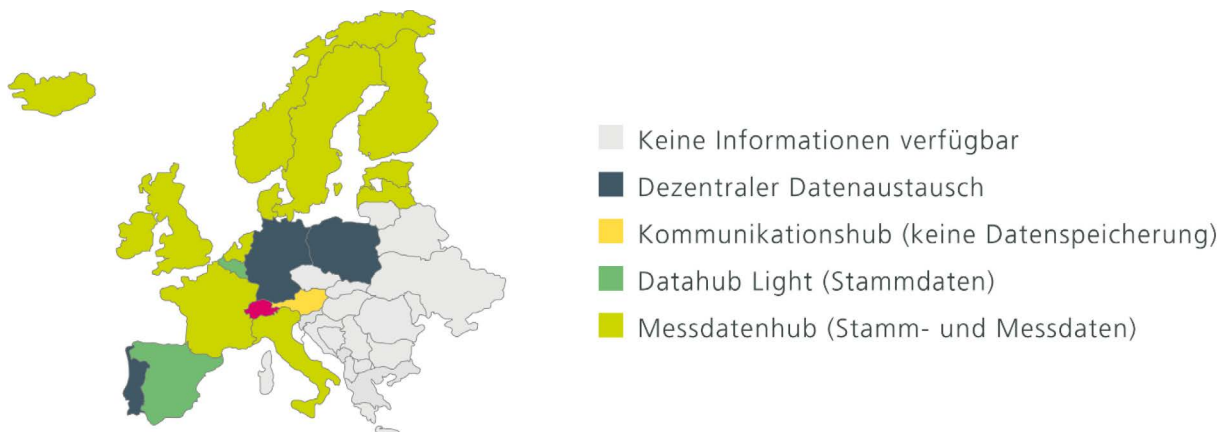 Keine Informationen verfügbar
Dezentraler Datenaustausch
Kommunikationshub (keine Datenspeicherung)
Datahub Light (Stammdaten)
Messdatenhub (Stamm- und Messdaten)